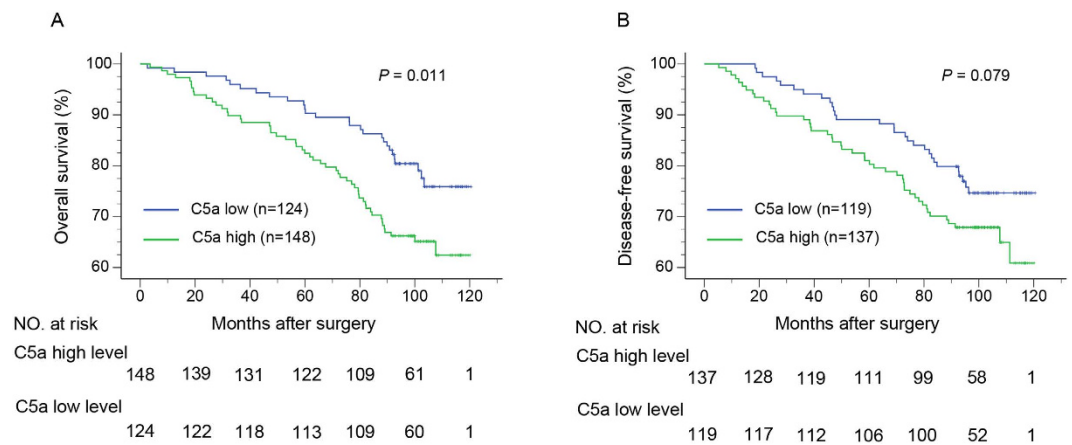 A
Overall survival (%)
100
90
80
70
60
P = 0.011
C5a low (n=124)
C5a high (n=148)
0 20 40 60 80 100 120
Months after surgery
NO. at risk
C5a high level
148 139 131 122 109 61 1
C5a low level
124 122 118 113 109 60 1
B
Disease-free survival (%)
100
90
80
70
60
P = 0.079
C5a low (n=119)
C5a high (n=137)
0 20 40 60 80 100 120
Months after surgery
NO. at risk
C5a high level
137 128 119 111 99 58 1
C5a low level
119 117 112 106 100 52 1